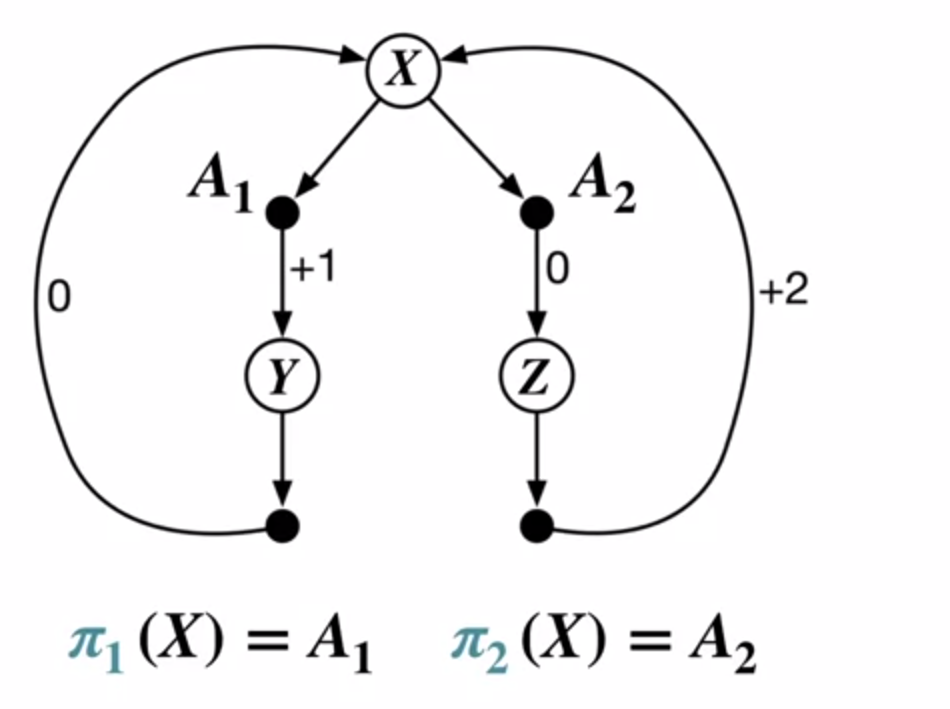 X
A₁ A₂
+1 0
0 +2
Y Z
π₁(X) = A₁ π₂(X) = A₂